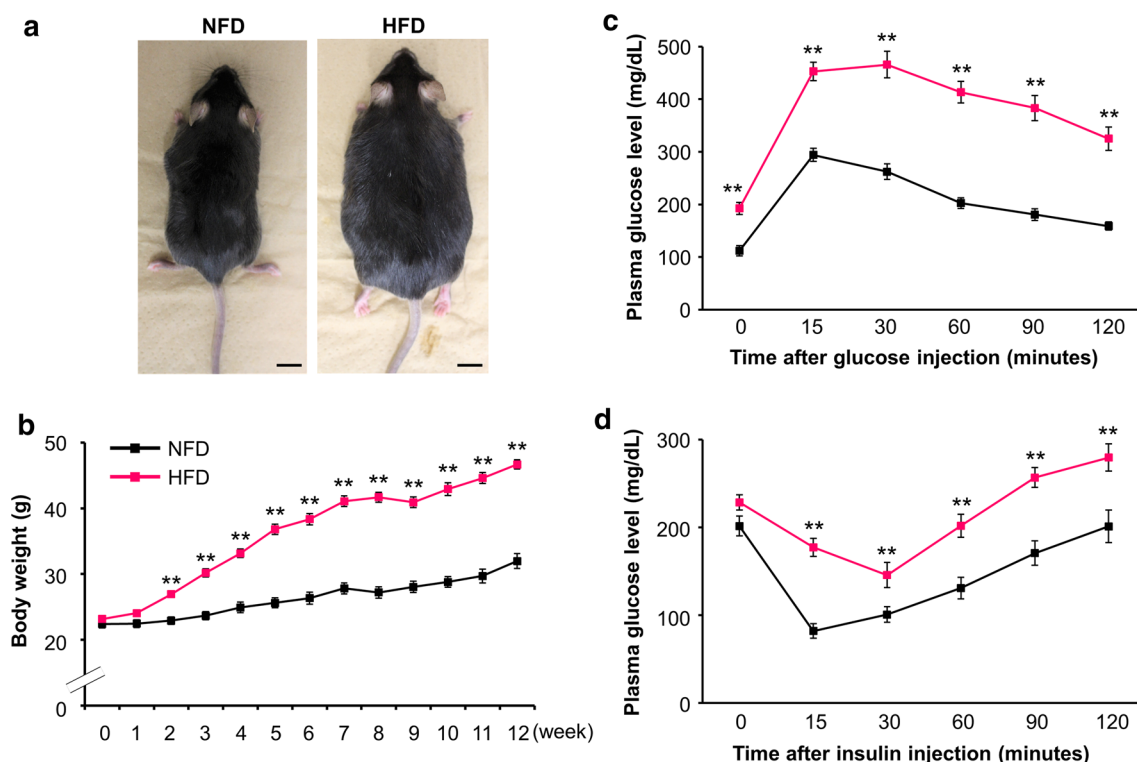 a
NFD
HFD
b
NFD
HFD
Body weight (g)
50
40
30
20
0
** ** ** ** ** ** ** ** ** ** **
0 1 2 3 4 5 6 7 8 9 10 11 12 (week)
c
Plasma glucose level (mg/dL)
500
400
300
200
100
0
** ** ** ** ** **
0 15 30 60 90 120
Time after glucose injection (minutes)
d
Plasma glucose level (mg/dL)
300
200
100
0
** ** ** ** **
0 15 30 60 90 120
Time after insulin injection (minutes)